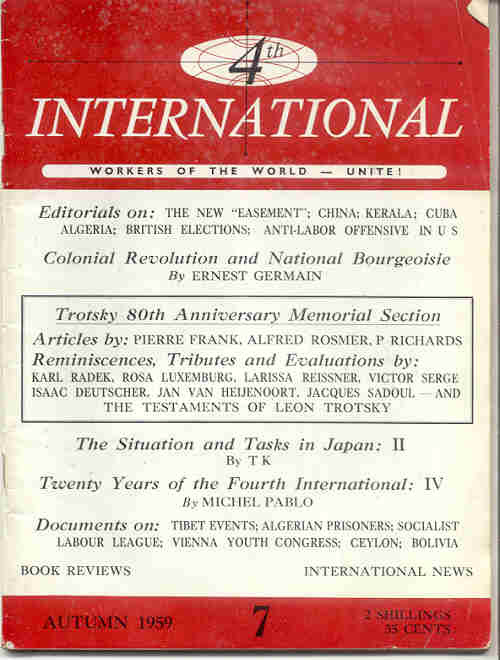 4th
INTERNATIONAL
WORKERS OF THE WORLD — UNITE!
Editorials on: THE NEW "EASEMENT"; CHINA; KERALA; CUBA
ALGERIA; BRITISH ELECTIONS; ANTI-LABOR OFFENSIVE IN U S
Colonial Revolution and National Bourgeoisie
By ERNEST GERMAIN
Trotsky 80th Anniversary Memorial Section
Articles by: PIERRE FRANK, ALFRED ROSMER, P RICHARDS
Reminiscences, Tributes and Evaluations by:
KARL RADEK, ROSA LUXEMBURG, LARISSA REISSNER, VICTOR SERGE
ISAAC DEUTSCHER, JAN VAN HEIJENOORT, JACQUES SADOUL — AND
THE TESTAMENTS OF LEON TROTSKY
The Situation and Tasks in Japan: II
By T K
Twenty Years of the Fourth International: IV
By MICHEL PABLO
Documents on: TIBET EVENTS; ALGERIAN PRISONERS; SOCIALIST
LABOUR LEAGUE; VIENNA YOUTH CONGRESS; CEYLON; BOLIVIA
BOOK REVIEWS INTERNATIONAL NEWS
AUTUMN 1959 7 2 SHILLINGS
35 CENTS